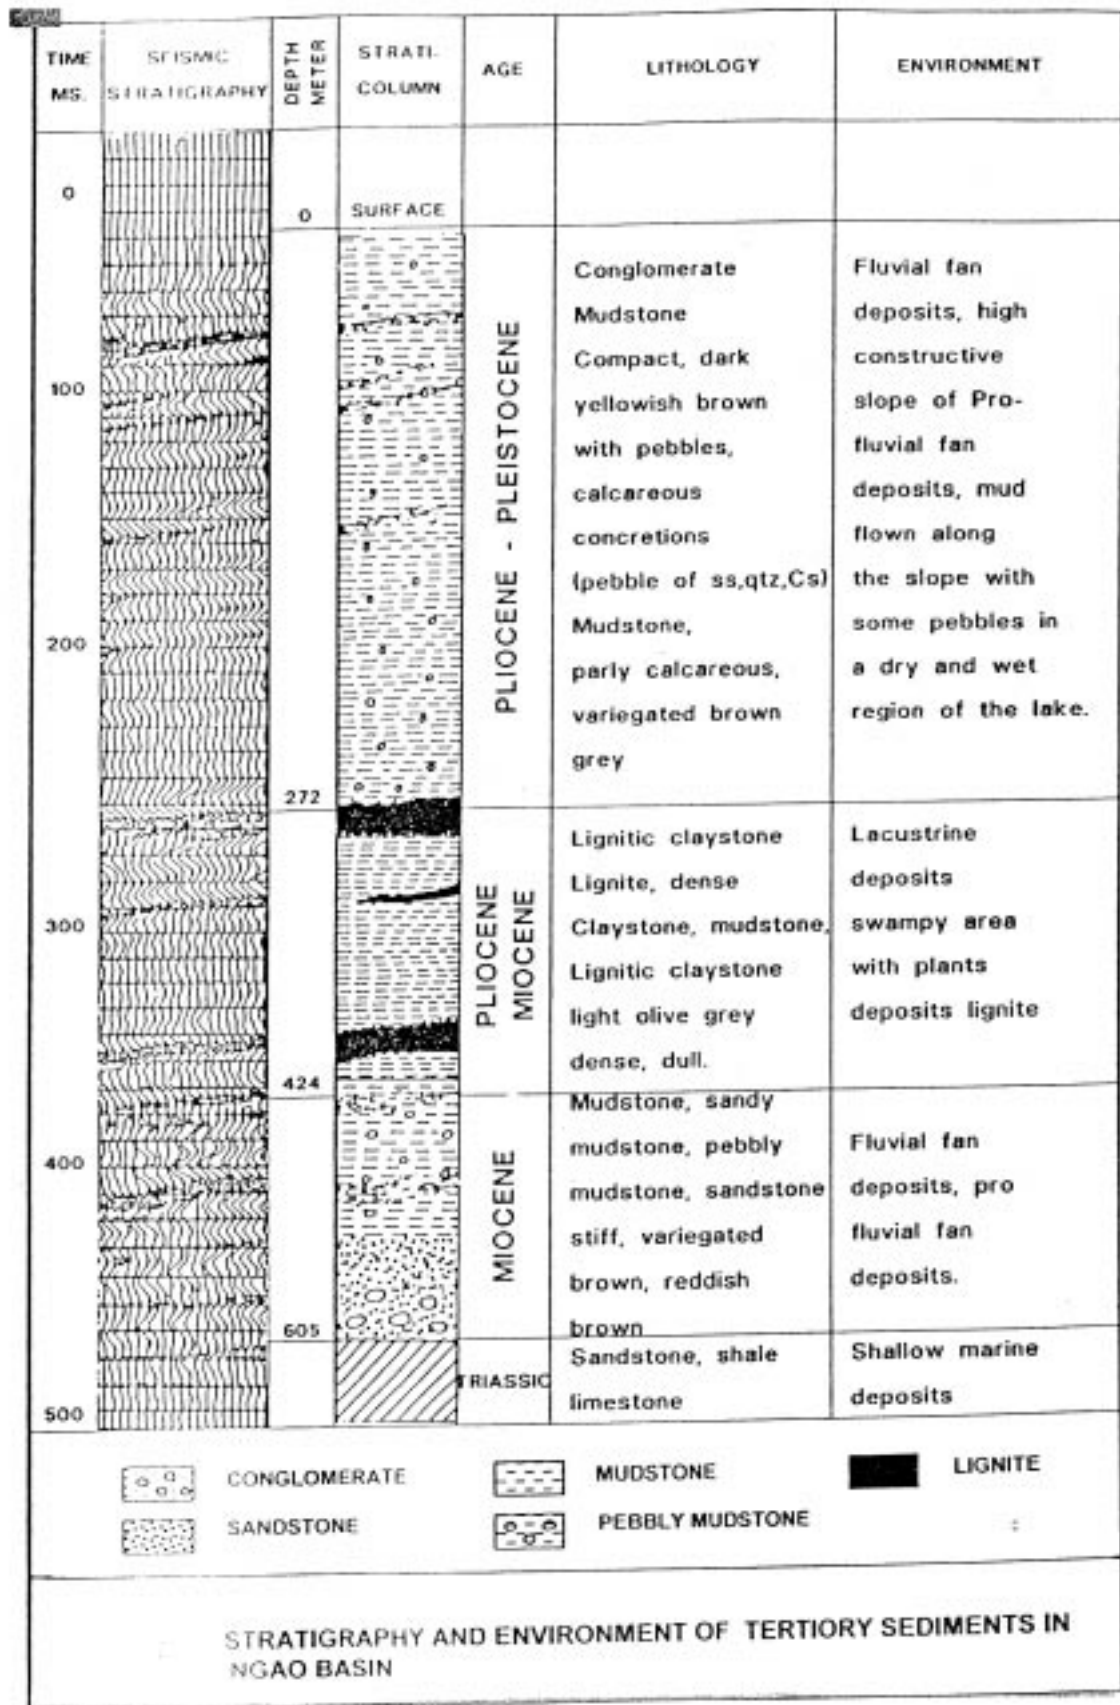 TIME
MS.
SEISMIC
STRATIGRAPHY
DEPTH
METER
STRATI-
COLUMN
AGE
LITHOLOGY
ENVIRONMENT
0
100
200
300
400
500
0
272
424
605
SURFACE
PLIOCENE - PLEISTOCENE
Conglomerate
Mudstone
Compact, dark
yellowish brown
with pebbles,
calcareous
concretions
(pebble of ss,qtz,Cs)
Mudstone,
parly calcareous,
variegated brown
grey
Fluvial fan
deposits, high
constructive
slope of Pro-
fluvial fan
deposits, mud
flown along
the slope with
some pebbles in
a dry and wet
region of the lake.
PLIOCENE
MIOCENE
Lignitic claystone
Lignite, dense
Claystone, mudstone,
Lignitic claystone
light olive grey
dense, dull.
Lacustrine
deposits
swampy area
with plants
deposits lignite
MIOCENE
Mudstone, sandy
mudstone, pebbly
mudstone, sandstone
stiff, variegated
brown, reddish
brown
Fluvial fan
deposits, pro
fluvial fan
deposits.
TRIASSIC
Sandstone, shale
limestone
Shallow marine
deposits
CONGLOMERATE
SANDSTONE
MUDSTONE
PEBBLY MUDSTONE
LIGNITE
STRATIGRAPHY AND ENVIRONMENT OF TERTIORY SEDIMENTS IN
NGAO BASIN